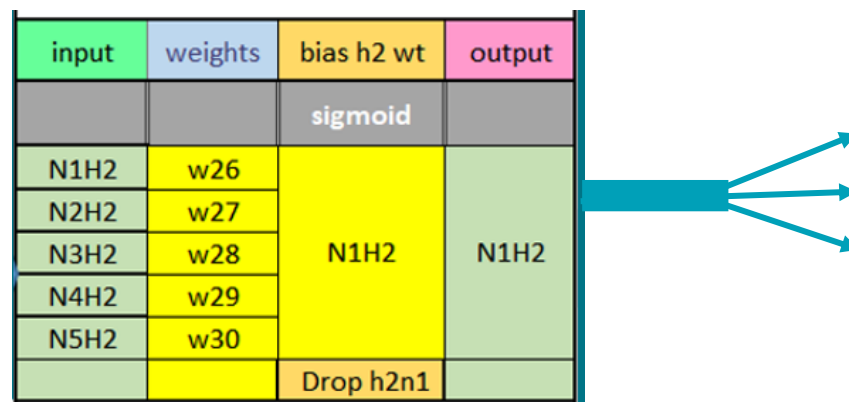 input weights bias h2 wt output
sigmoid
N1H2 w26
N2H2 w27
N3H2 w28 N1H2 N1H2
N4H2 w29
N5H2 w30
Drop h2n1